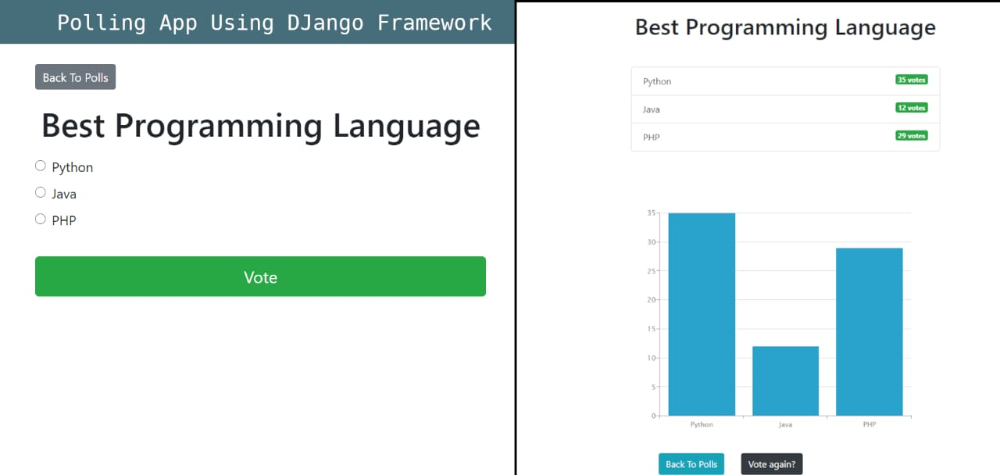 Polling App Using DJango Framework
Back To Polls
Best Programming Language
Python
Java
PHP
Vote
Best Programming Language
Python 35 votes
Java 12 votes
PHP 29 votes
35
30
25
20
15
10
5
0
Python Java PHP
Back To Polls Vote again?